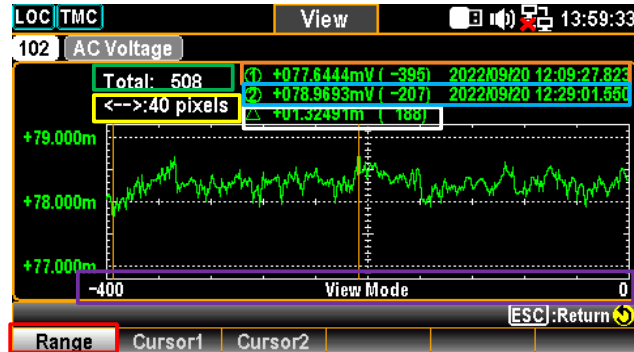 LOC TMC View 13:59:33
102 AC Voltage
Total: 508
<-->:40 pixels
① +077.6444mV ( -395) 2022/09/20 12:09:27.823
② +078.9693mV ( -207) 2022/09/20 12:29:01.550
△ +01.32491m ( 188)
+79.000m
+78.000m
+77.000m
-400 View Mode 0
ESC:Return
Range Cursor1 Cursor2